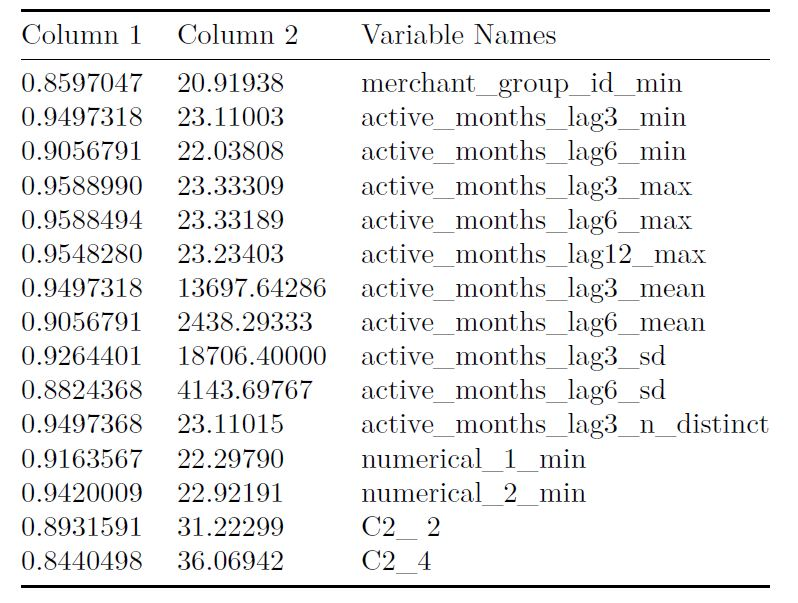 Column 1 Column 2 Variable Names
0.8597047 20.91938 merchant_group_id_min
0.9497318 23.11003 active_months_lag3_min
0.9056791 22.03808 active_months_lag6_min
0.9588990 23.33309 active_months_lag3_max
0.9588494 23.33189 active_months_lag6_max
0.9548280 23.23403 active_months_lag12_max
0.9497318 13697.64286 active_months_lag3_mean
0.9056791 2438.29333 active_months_lag6_mean
0.9264401 18706.40000 active_months_lag3_sd
0.8824368 4143.69767 active_months_lag6_sd
0.9497368 23.11015 active_months_lag3_n_distinct
0.9163567 22.29790 numerical_1_min
0.9420009 22.92191 numerical_2_min
0.8931591 31.22299 C2_ 2
0.8440498 36.06942 C2_4